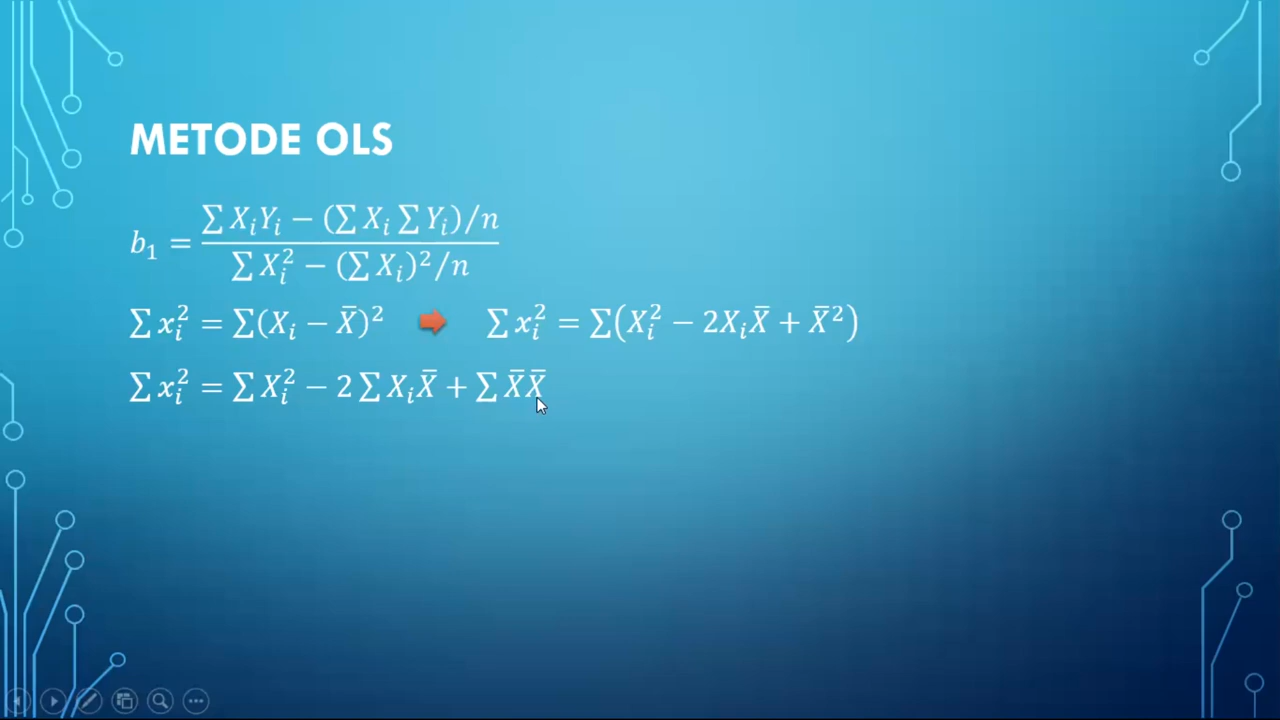 METODE OLS
b₁ = (∑ XᵢYᵢ − (∑ Xᵢ ∑ Yᵢ)/n) / (∑ Xᵢ² − (∑ Xᵢ)²/n)
∑ xᵢ² = ∑(Xᵢ − X̄)² ➡ ∑ xᵢ² = ∑(Xᵢ² − 2XᵢX̄ + X̄²)
∑ xᵢ² = ∑ Xᵢ² − 2 ∑ XᵢX̄ + ∑ X̄X̄